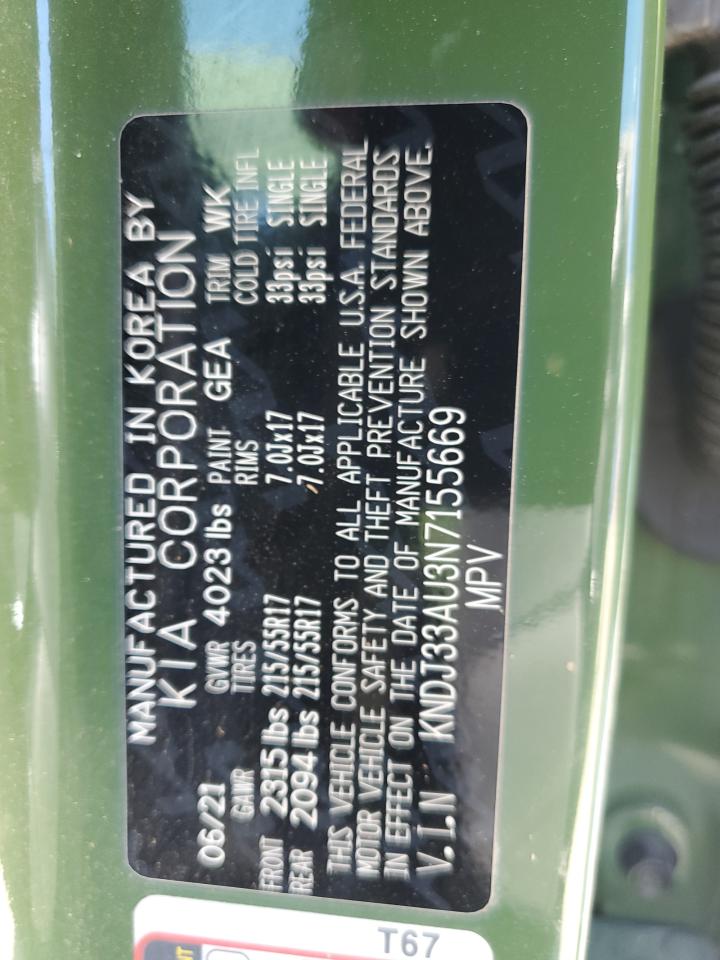 MANUFACTURED IN KOREA BY
KIA CORPORATION
06/21 GVWR 4023 lbs PAINT GEA TRIM WK
GAWR TIRES RIMS COLD TIRE INFL
FRONT 2315 lbs 215/55R17 7.0Jx17 33psi SINGLE
REAR 2094 lbs 215/55R17 7.0Jx17 33psi SINGLE
THIS VEHICLE CONFORMS TO ALL APPLICABLE U.S.A. FEDERAL
MOTOR VEHICLE SAFETY AND THEFT PREVENTION STANDARDS
IN EFFECT ON THE DATE OF MANUFACTURE SHOWN ABOVE.
V.I.N KNDJ33AU3N7155669
MPV
T67